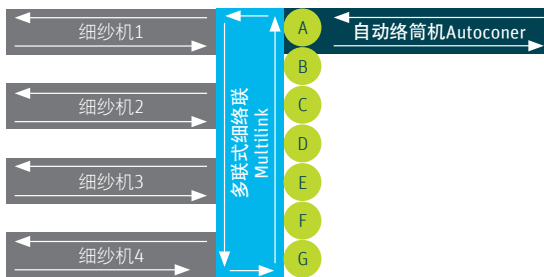 细纱机1
细纱机2
细纱机3
细纱机4
多联式细络联
Multilink
A
B
C
D
E
F
G
自动络筒机Autoconer